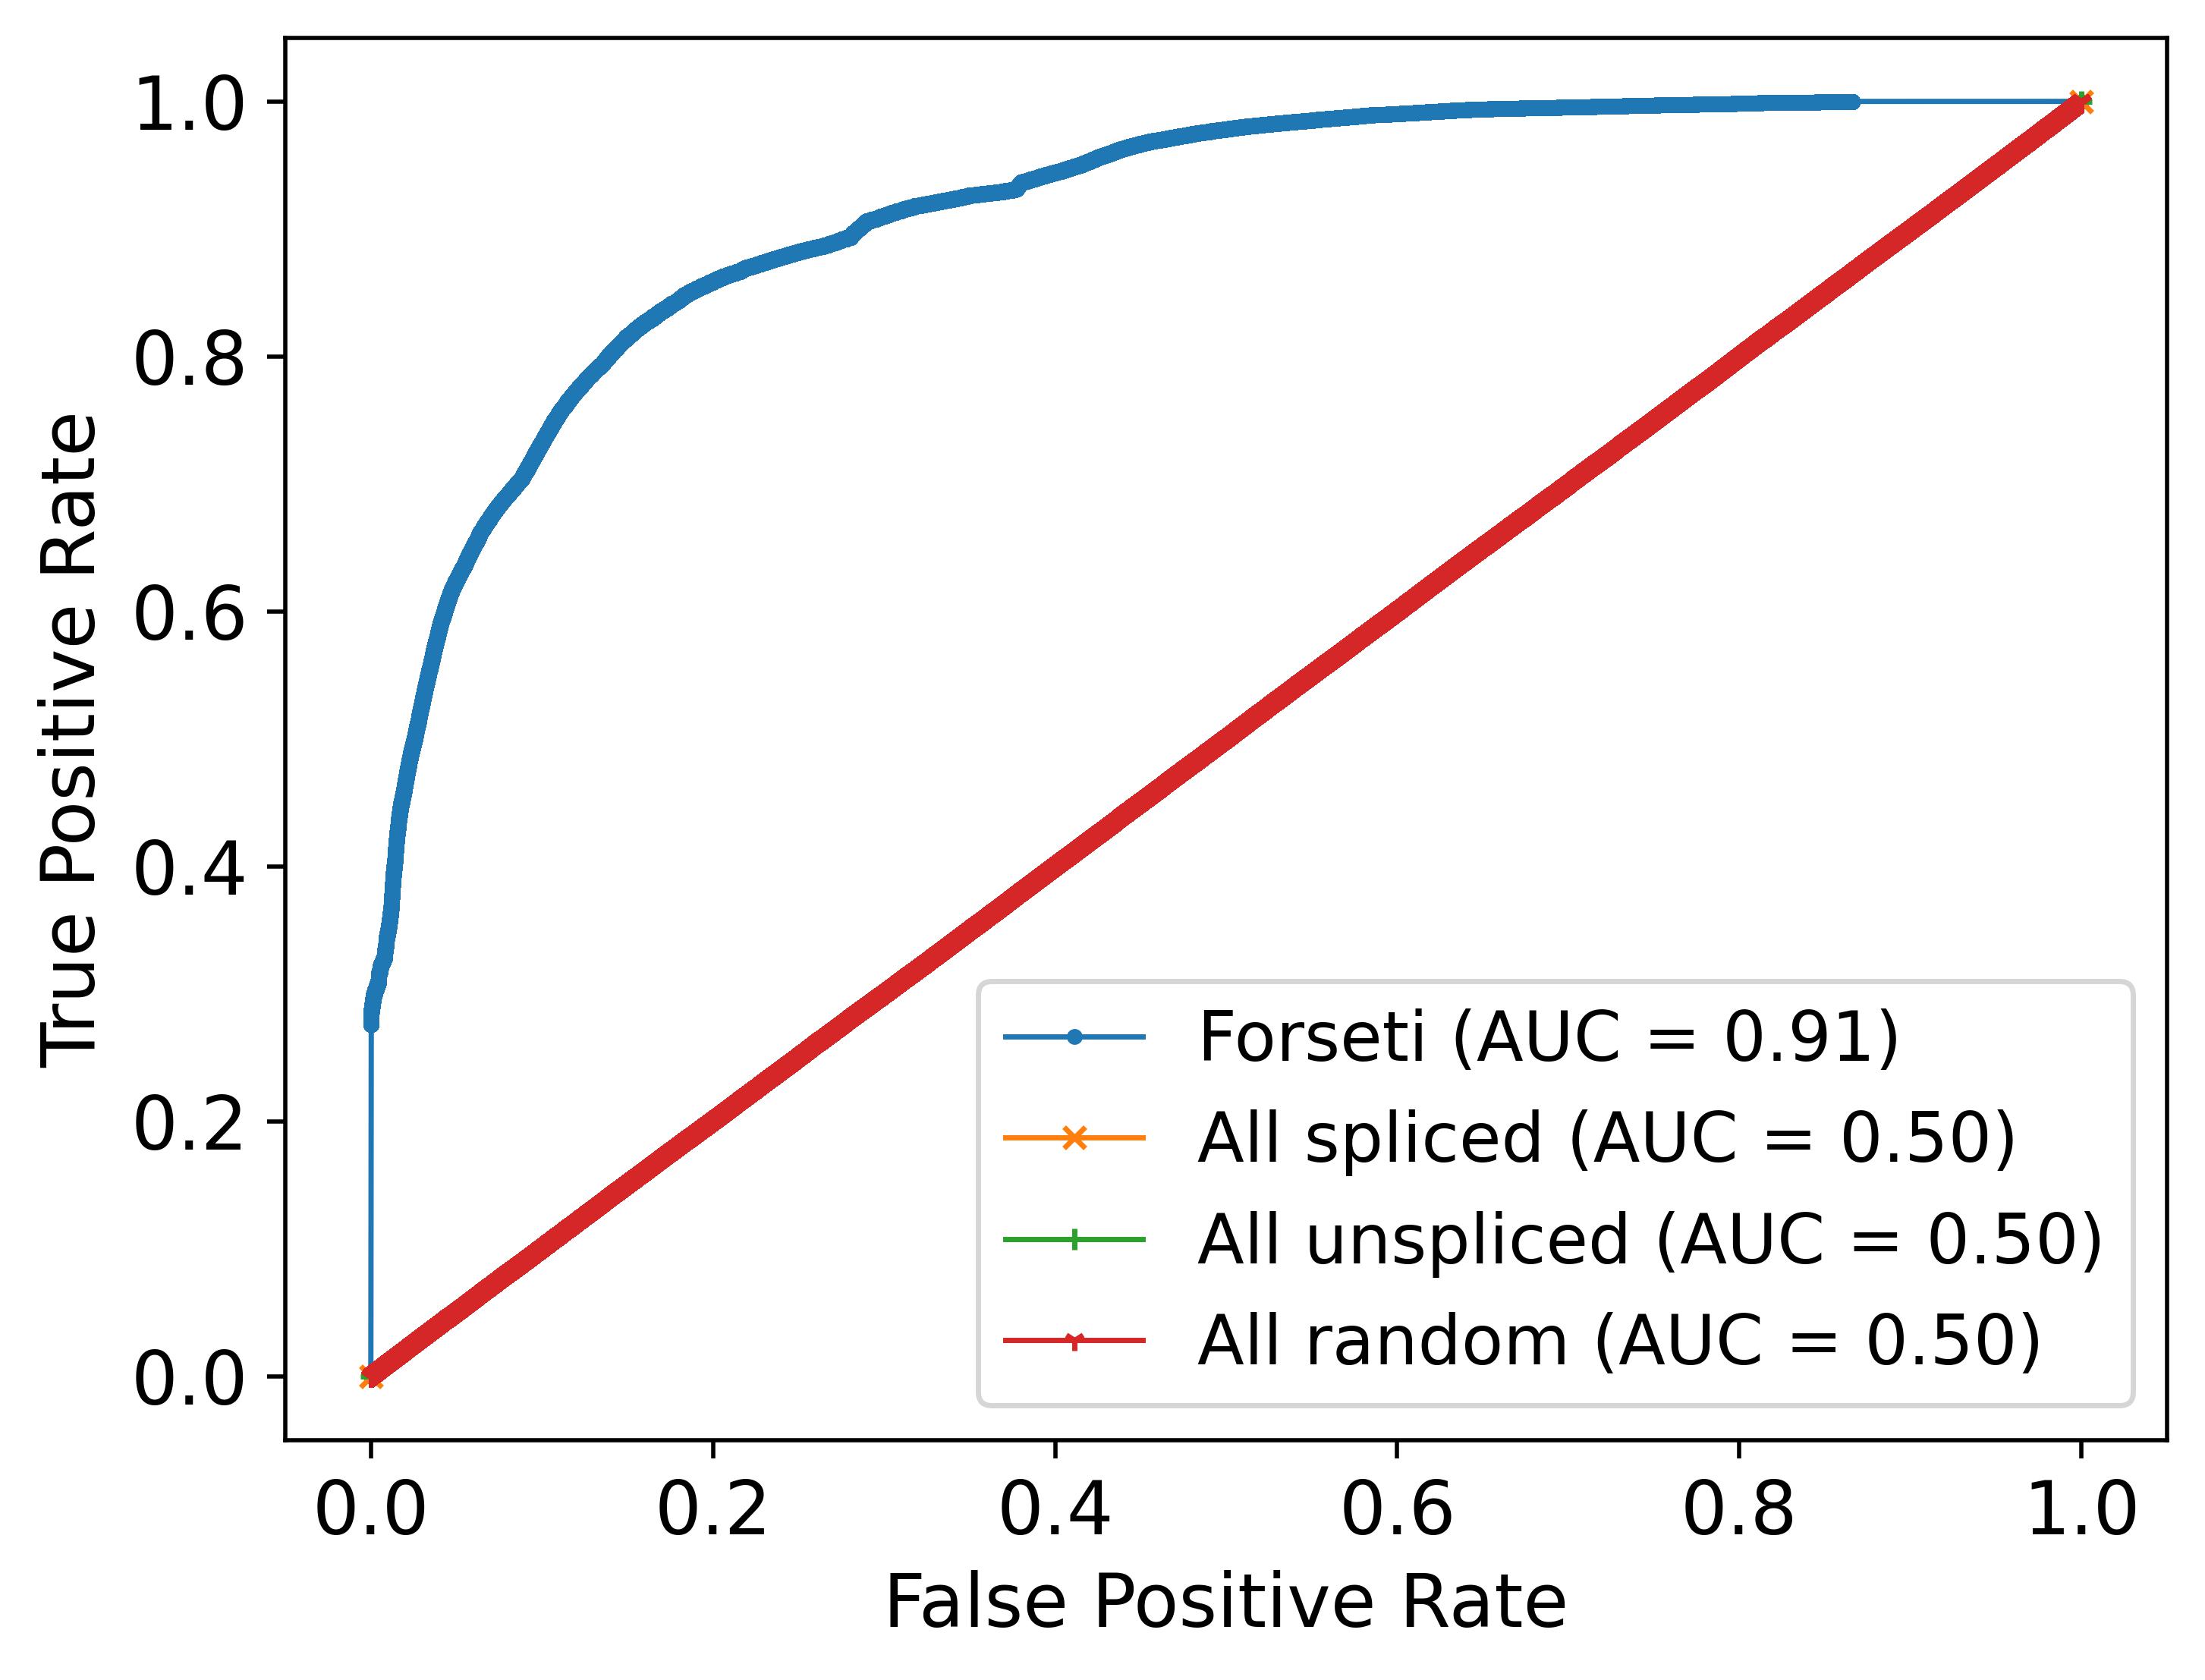 1.0
0.8
0.6
0.4
0.2
0.0
True Positive Rate
Forseti (AUC = 0.91)
All spliced (AUC = 0.50)
All unspliced (AUC = 0.50)
All random (AUC = 0.50)
0.0 0.2 0.4 0.6 0.8 1.0
False Positive Rate